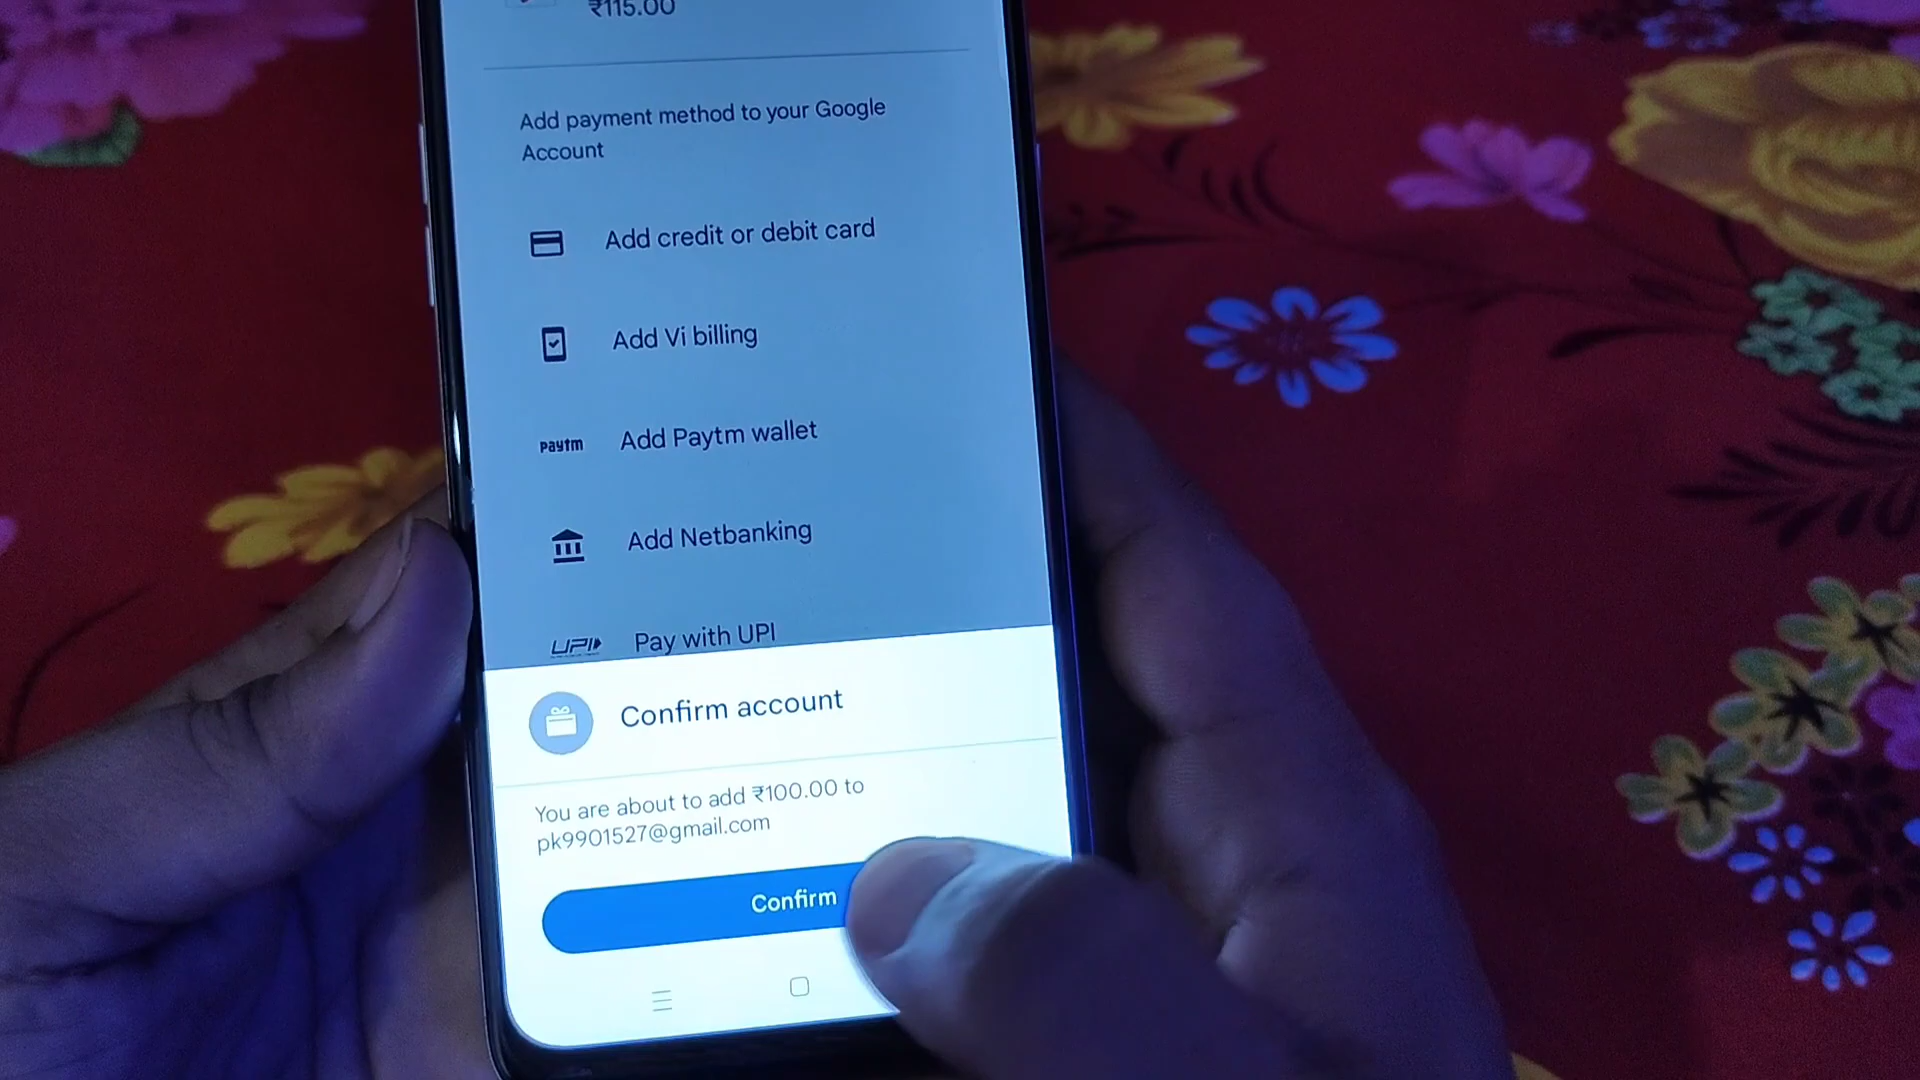 ₹115.00
Add payment method to your Google
Account
Add credit or debit card
Add Vi billing
Paytm Add Paytm wallet
Add Netbanking
UPI Pay with UPI
Confirm account
You are about to add ₹100.00 to
pk9901527@gmail.com
Confirm